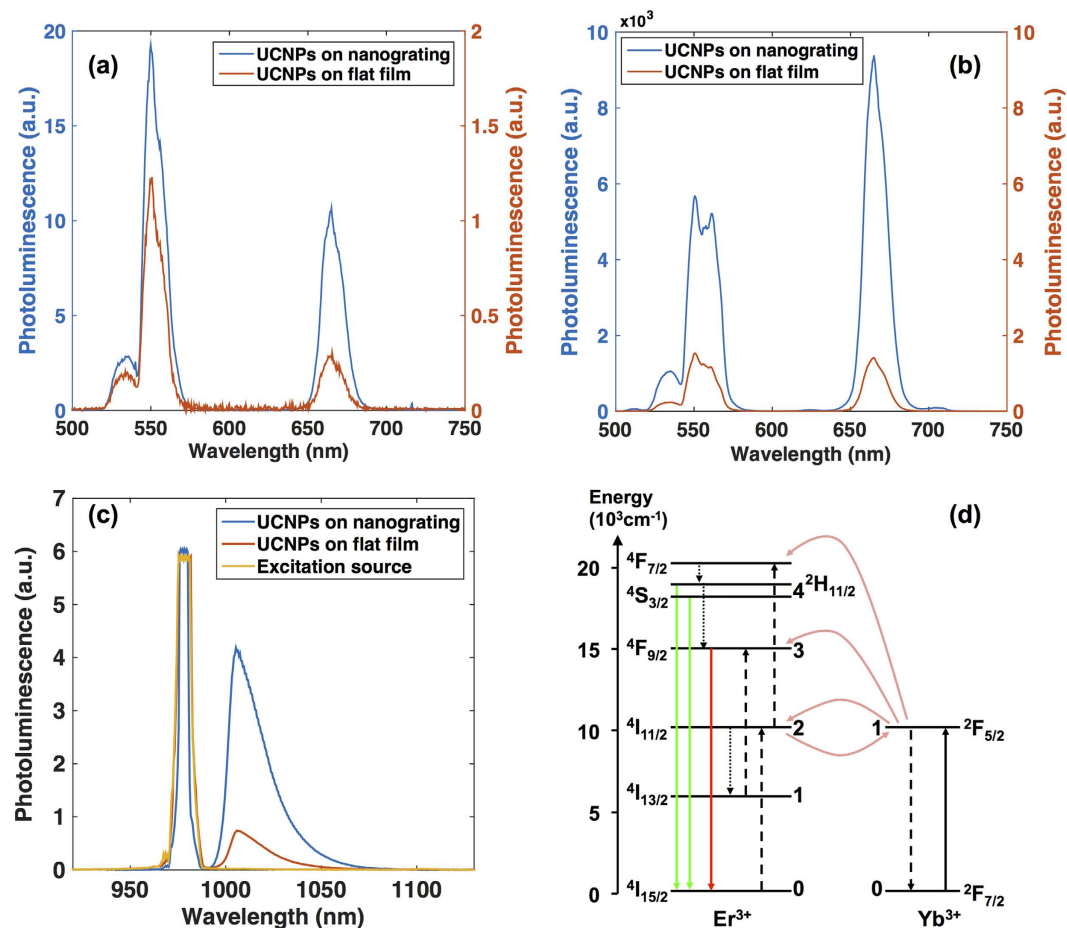 (a)
UCNPs on nanograting
UCNPs on flat film
Photoluminescence (a.u.)
20
15
10
5
0
Photoluminescence (a.u.)
2
1.5
1
0.5
0
500 550 600 650 700 750
Wavelength (nm)
(b)
×10³
UCNPs on nanograting
UCNPs on flat film
Photoluminescence (a.u.)
10
8
6
4
2
0
Photoluminescence (a.u.)
10
8
6
4
2
0
500 550 600 650 700 750
Wavelength (nm)
(c)
UCNPs on nanograting
UCNPs on flat film
Excitation source
Photoluminescence (a.u.)
7
6
5
4
3
2
1
0
950 1000 1050 1100
Wavelength (nm)
Energy
(10³cm⁻¹)
(d)
20
15
10
5
0
⁴F₇/₂
4 ²H₁₁/₂
⁴S₃/₂
⁴F₉/₂ 3
⁴I₁₁/₂ 2 1 ²F₅/₂
⁴I₁₃/₂ 1
⁴I₁₅/₂ 0 0 ²F₇/₂
Er³⁺ Yb³⁺